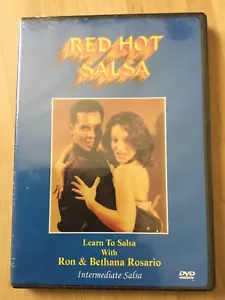 RED HOT
SALSA
Learn To Salsa
With
Ron & Bethana Rosario
Intermediate Salsa
DVD